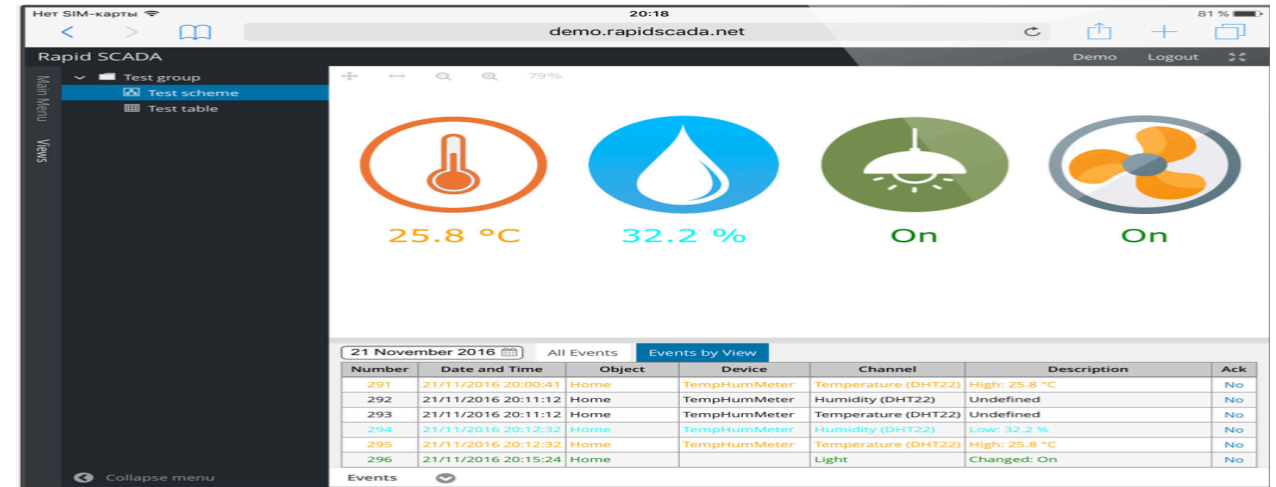 Нет SIM-карты 20:18 81 %
demo.rapidscada.net
Rapid SCADA Demo Logout
Main Menu
Views
Test group
Test scheme
Test table
79%
25.8 °C 32.2 % On On
21 November 2016 All Events Events by View
Number Date and Time Object Device Channel Description Ack
291 21/11/2016 20:00:41 Home TempHumMeter Temperature (DHT22) High: 25.8 °C No
292 21/11/2016 20:11:12 Home TempHumMeter Humidity (DHT22) Undefined No
293 21/11/2016 20:11:12 Home TempHumMeter Temperature (DHT22) Undefined No
294 21/11/2016 20:12:32 Home TempHumMeter Humidity (DHT22) Low: 32.2 % No
295 21/11/2016 20:12:32 Home TempHumMeter Temperature (DHT22) High: 25.8 °C No
296 21/11/2016 20:15:24 Home Light Changed: On No
Collapse menu Events